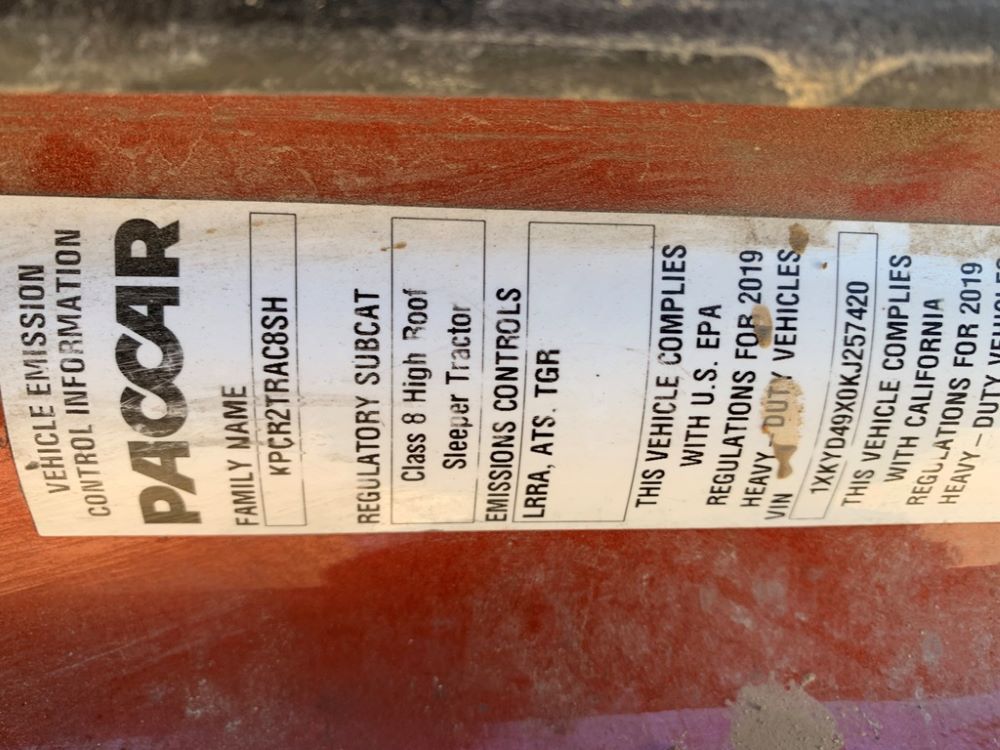 VEHICLE EMISSION
CONTROL INFORMATION
PACCAR
FAMILY NAME
KPCR2TRAC8SH
REGULATORY SUBCAT
Class 8 High Roof
Sleeper Tractor
EMISSIONS CONTROLS
LRRA, ATS. TGR
THIS VEHICLE COMPLIES
WITH U.S. EPA
REGULATIONS FOR 2019
HEAVY - DUTY VEHICLES
VIN
1XKYD49X0KJ257420
THIS VEHICLE COMPLIES
WITH CALIFORNIA
REGULATIONS FOR 2019
HEAVY - DUTY VEHICLES